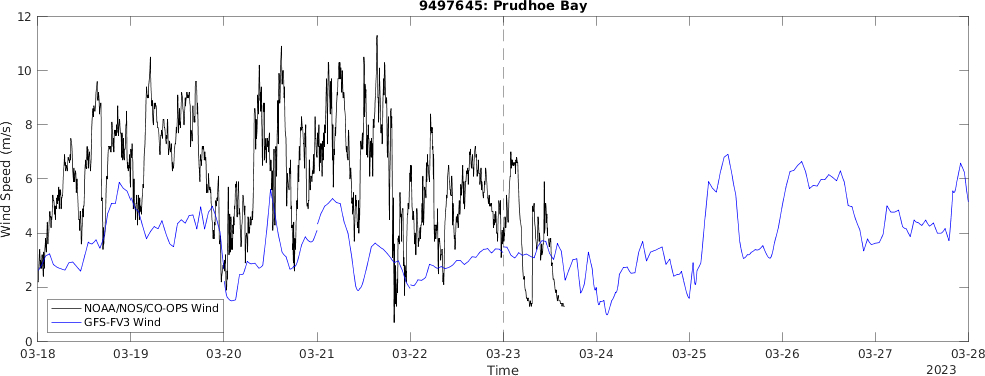 9497645: Prudhoe Bay
Wind Speed (m/s)
12
10
8
6
4
2
0
NOAA/NOS/CO-OPS Wind
GFS-FV3 Wind
03-18 03-19 03-20 03-21 03-22 03-23 03-24 03-25 03-26 03-27 03-28
Time
2023